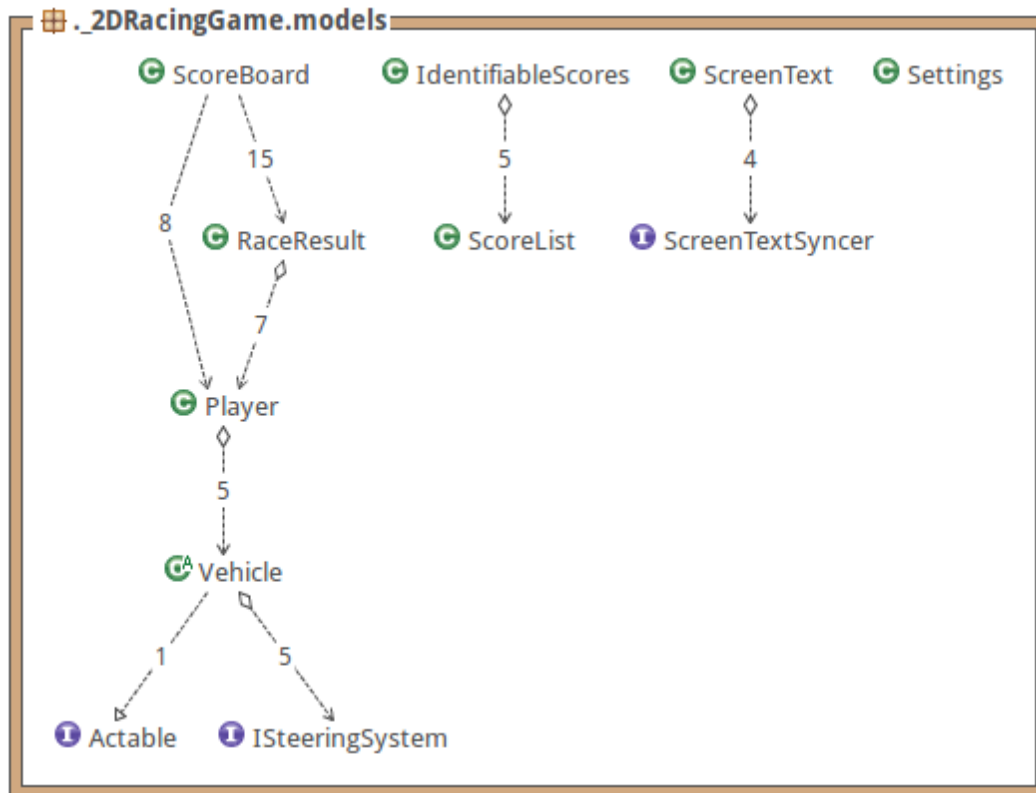 ._2DRacingGame.models
ScoreBoard IdentifiableScores ScreenText Settings
15 5 4
8
RaceResult ScoreList ScreenTextSyncer
7
Player
5
Vehicle
1 5
Actable ISteeringSystem